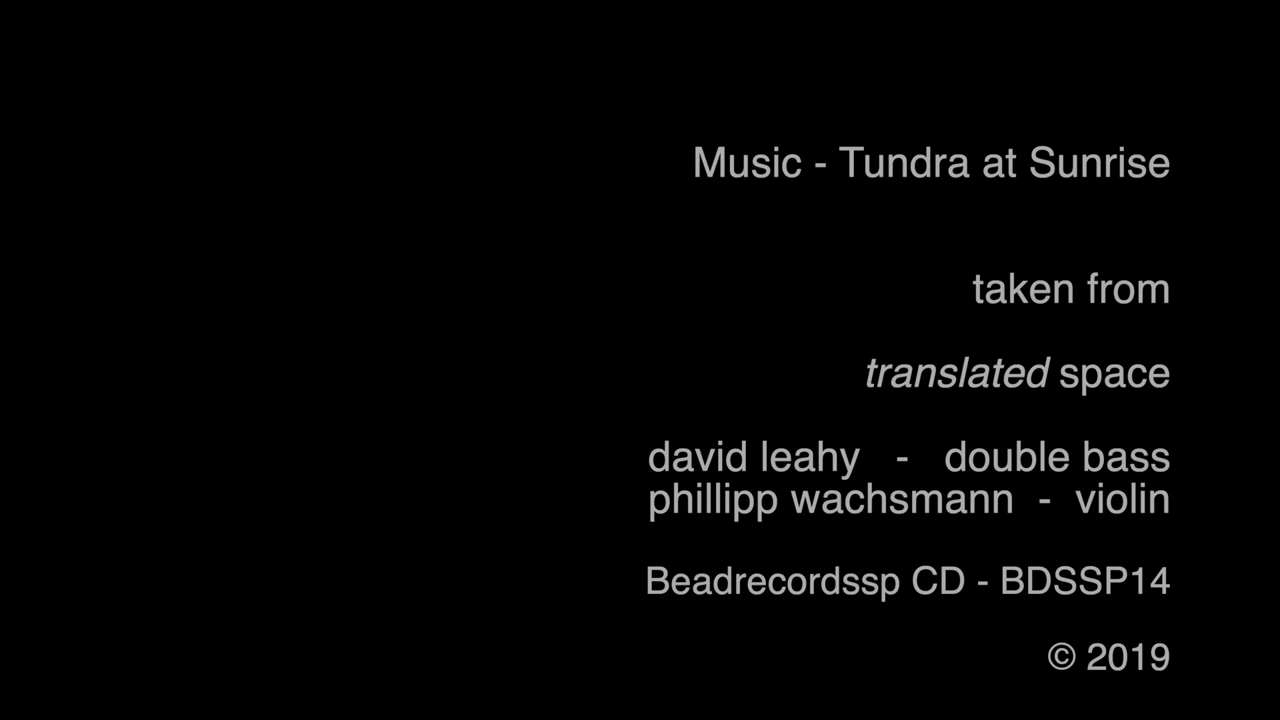 Music - Tundra at Sunrise
taken from
translated space
david leahy - double bass
phillipp wachsmann - violin
Beadrecordssp CD - BDSSP14
© 2019